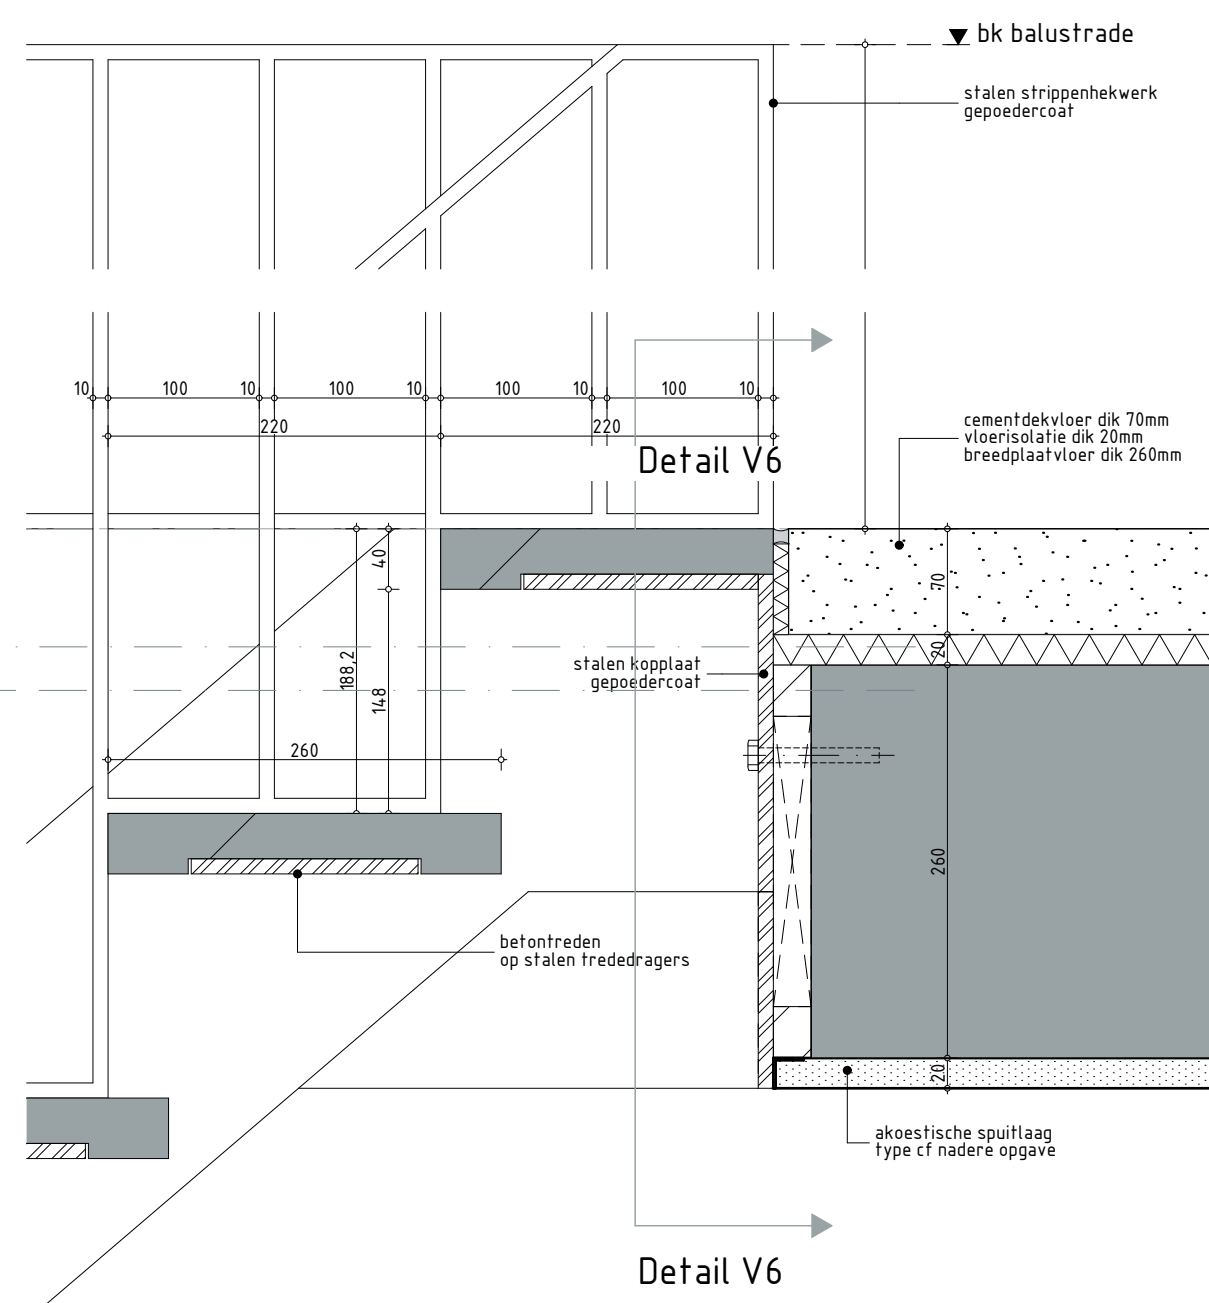 bk balustrade
stalen strippenhekwerk
gepoedercoat
10 100 10 100 10 100 10 100 10
220 220
Detail V6
cementdekvloer dik 70mm
vloerisolatie dik 20mm
breedplaatvloer dik 260mm
40
70
20
188,2
148
stalen kopplaat
gepoedercoat
260
260
betontreden
op stalen trededragers
20
akoestische spuitlaag
type cf nadere opgave
Detail V6